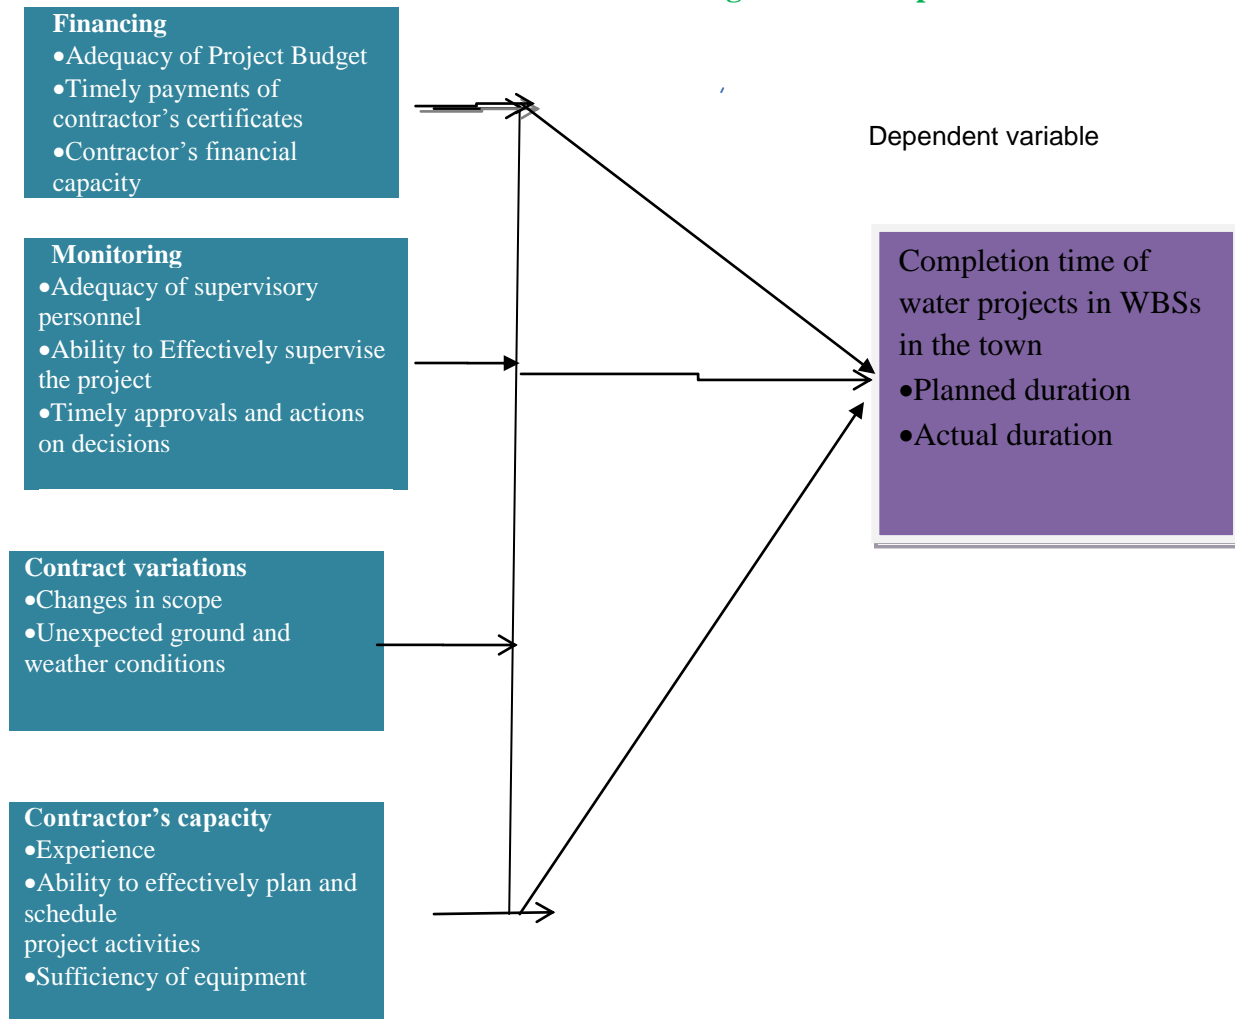 Financing
•Adequacy of Project Budget
•Timely payments of
contractor’s certificates
•Contractor’s financial
capacity
Dependent variable
Monitoring
•Adequacy of supervisory
personnel
•Ability to Effectively supervise
the project
•Timely approvals and actions
on decisions
Completion time of
water projects in WBSs
in the town
•Planned duration
•Actual duration
Contract variations
•Changes in scope
•Unexpected ground and
weather conditions
Contractor’s capacity
•Experience
•Ability to effectively plan and
schedule
project activities
•Sufficiency of equipment